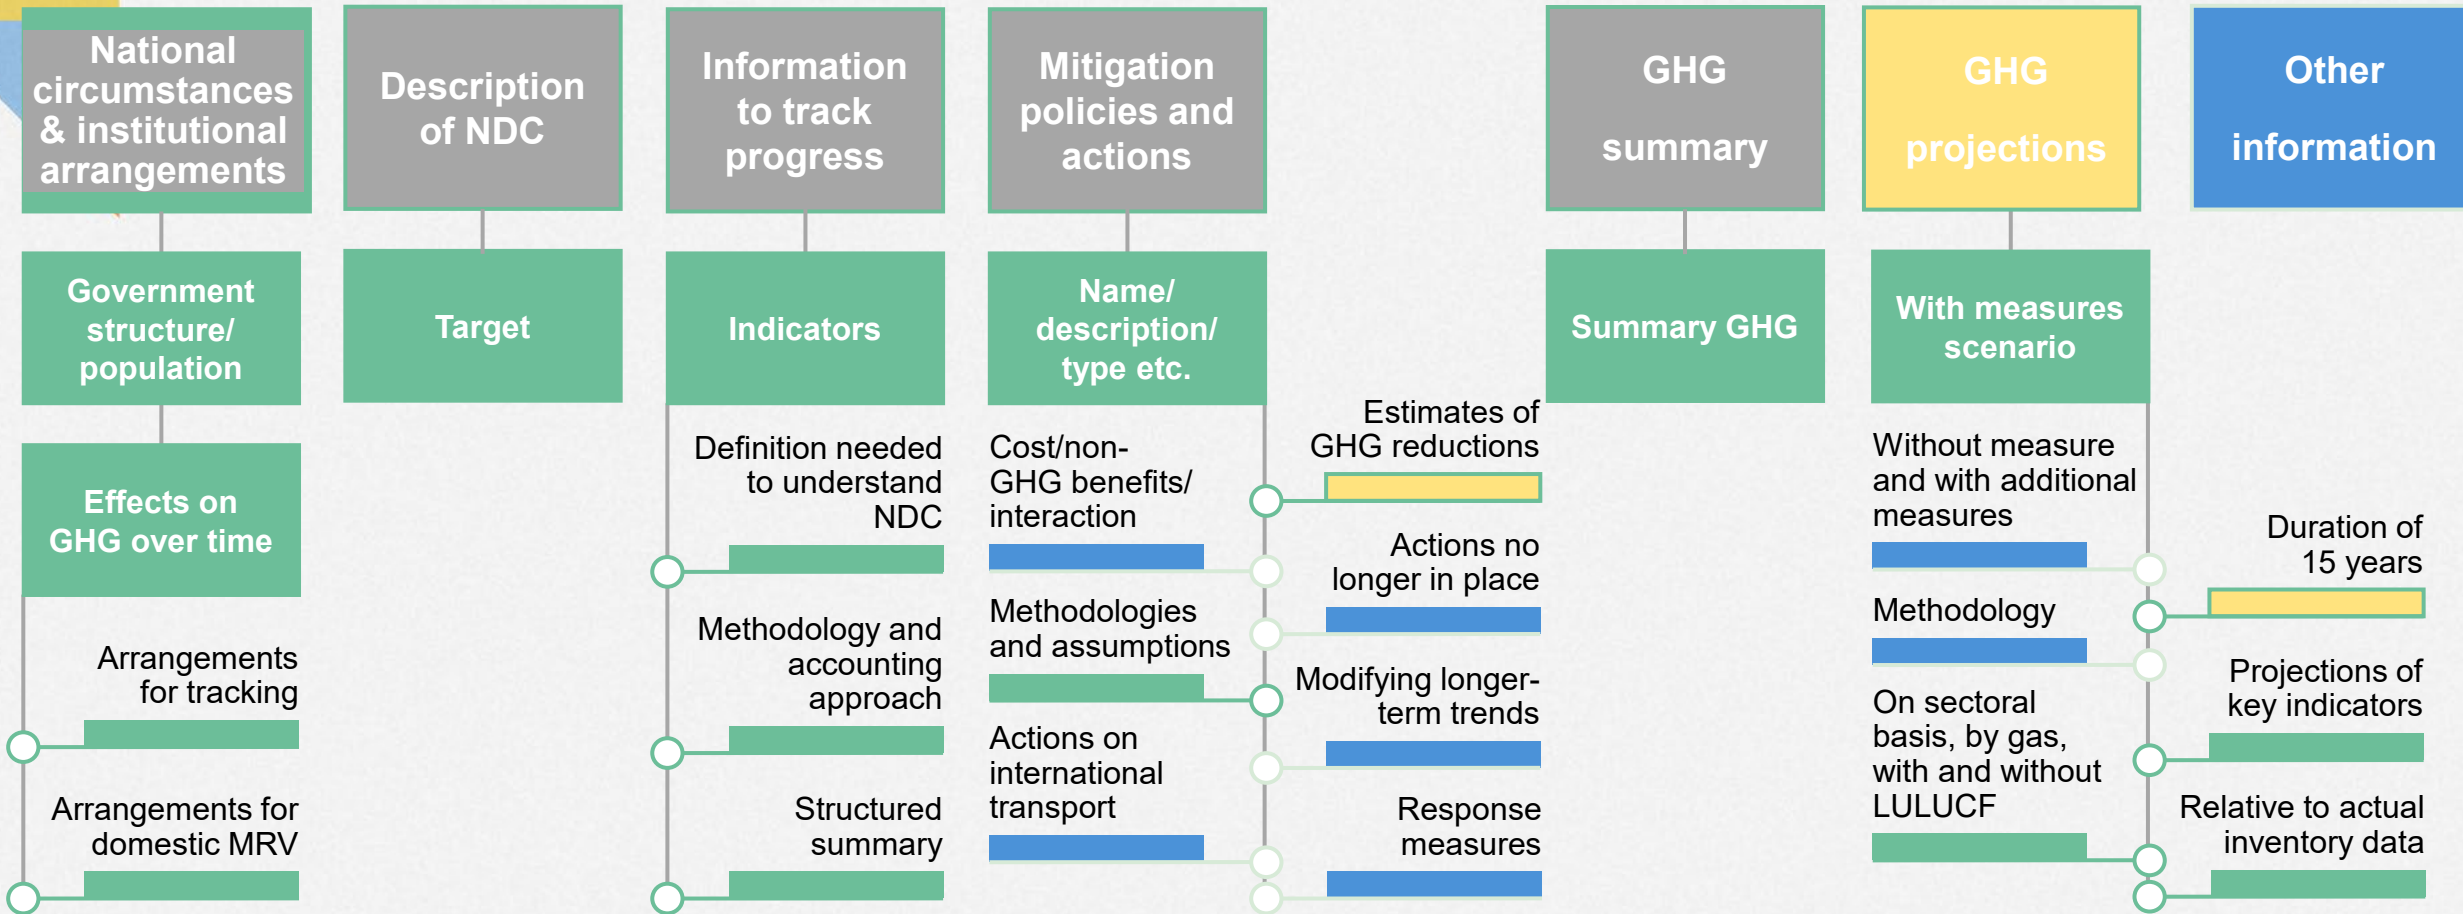 National
circumstances
& institutional
arrangements
Government
structure/
population
Effects on
GHG over time
Arrangements
for tracking
Arrangements for
domestic MRV
Description
of NDC
Target
Information
to track
progress
Indicators
Definition needed
to understand
NDC
Methodology and
accounting
approach
Structured
summary
Mitigation
policies and
actions
Name/
description/
type etc.
Cost/non-
GHG benefits/
interaction
Methodologies
and assumptions
Actions on
international
transport
Estimates of
GHG reductions
Actions no
longer in place
Modifying longer-
term trends
Response
measures
GHG
summary
Summary GHG
GHG
projections
With measures
scenario
Without measure
and with additional
measures
Methodology
On sectoral
basis, by gas,
with and without
LULUCF
Duration of
15 years
Projections of
key indicators
Relative to actual
inventory data
Other
information